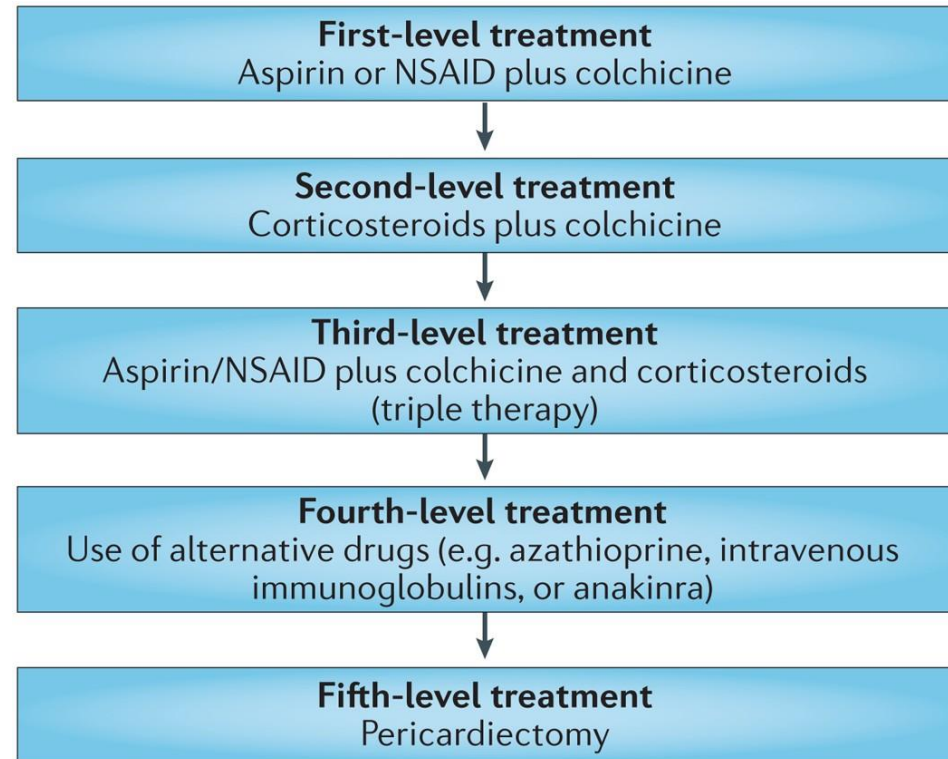 First-level treatment
Aspirin or NSAID plus colchicine
Second-level treatment
Corticosteroids plus colchicine
Third-level treatment
Aspirin/NSAID plus colchicine and corticosteroids
(triple therapy)
Fourth-level treatment
Use of alternative drugs (e.g. azathioprine, intravenous
immunoglobulins, or anakinra)
Fifth-level treatment
Pericardiectomy